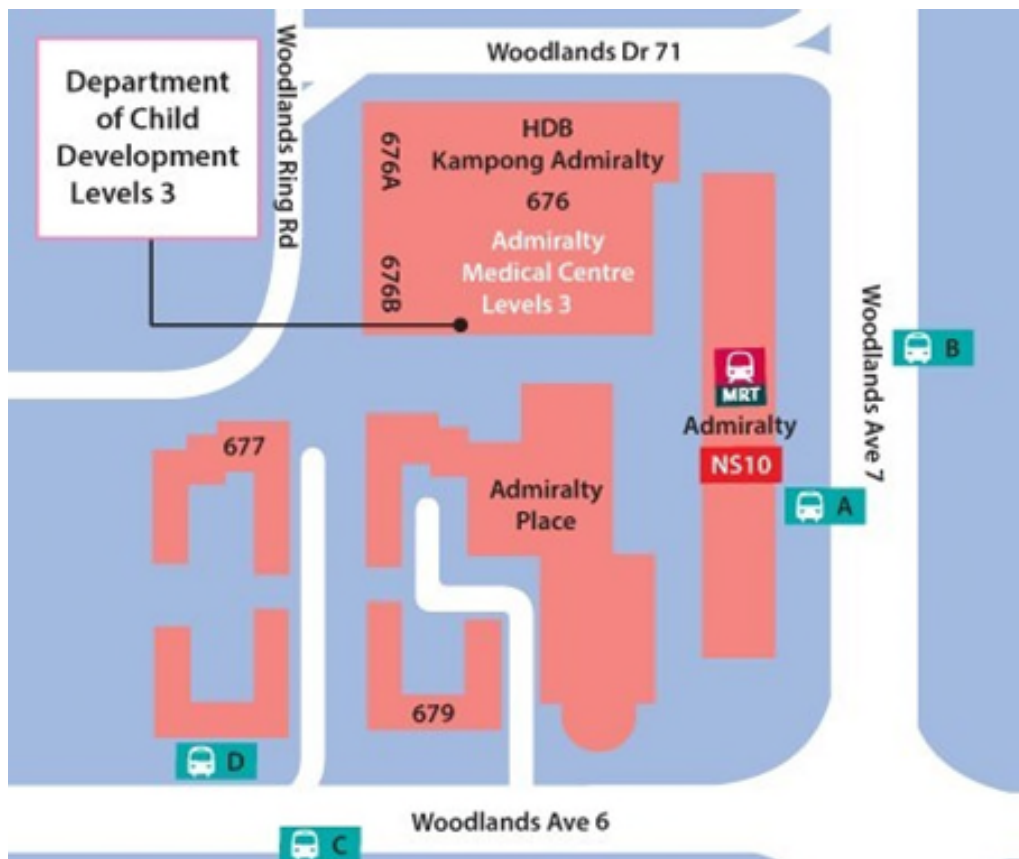 Department
of Child
Development
Levels 3
Woodlands Ring Rd
Woodlands Dr 71
676A
676B
HDB
Kampong Admiralty
676
Admiralty
Medical Centre
Levels 3
MRT
Admiralty
NS10
Woodlands Ave 7
B
A
677
Admiralty
Place
679
D
Woodlands Ave 6
C